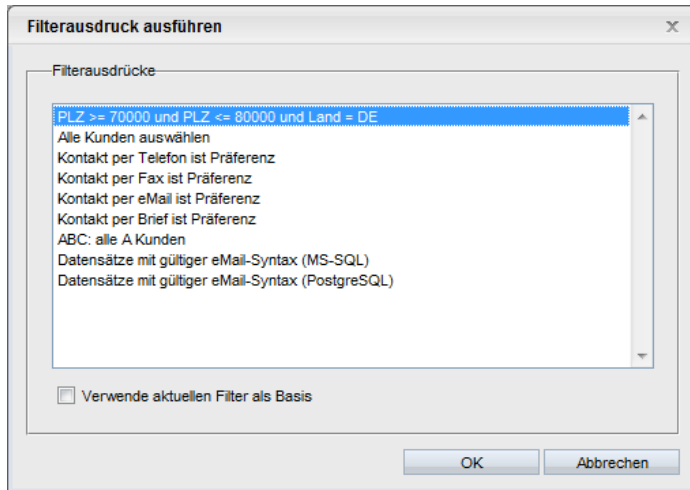 Filterausdruck ausführen
Filterausdrücke
PLZ >= 70000 und PLZ <= 80000 und Land = DE
Alle Kunden auswählen
Kontakt per Telefon ist Präferenz
Kontakt per Fax ist Präferenz
Kontakt per eMail ist Präferenz
Kontakt per Brief ist Präferenz
ABC: alle A Kunden
Datensätze mit gültiger eMail-Syntax (MS-SQL)
Datensätze mit gültiger eMail-Syntax (PostgreSQL)
Verwende aktuellen Filter als Basis
OK Abbrechen